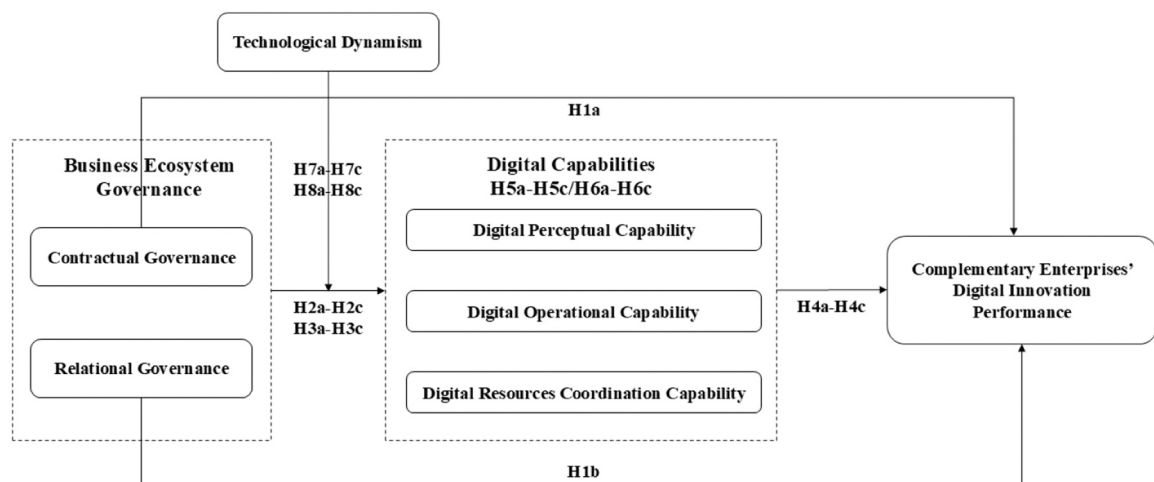 Technological Dynamism
H1a
Business Ecosystem
Governance
Contractual Governance
Relational Governance
H7a-H7c
H8a-H8c
H2a-H2c
H3a-H3c
Digital Capabilities
H5a-H5c/H6a-H6c
Digital Perceptual Capability
Digital Operational Capability
Digital Resources Coordination Capability
H4a-H4c
Complementary Enterprises’
Digital Innovation
Performance
H1b